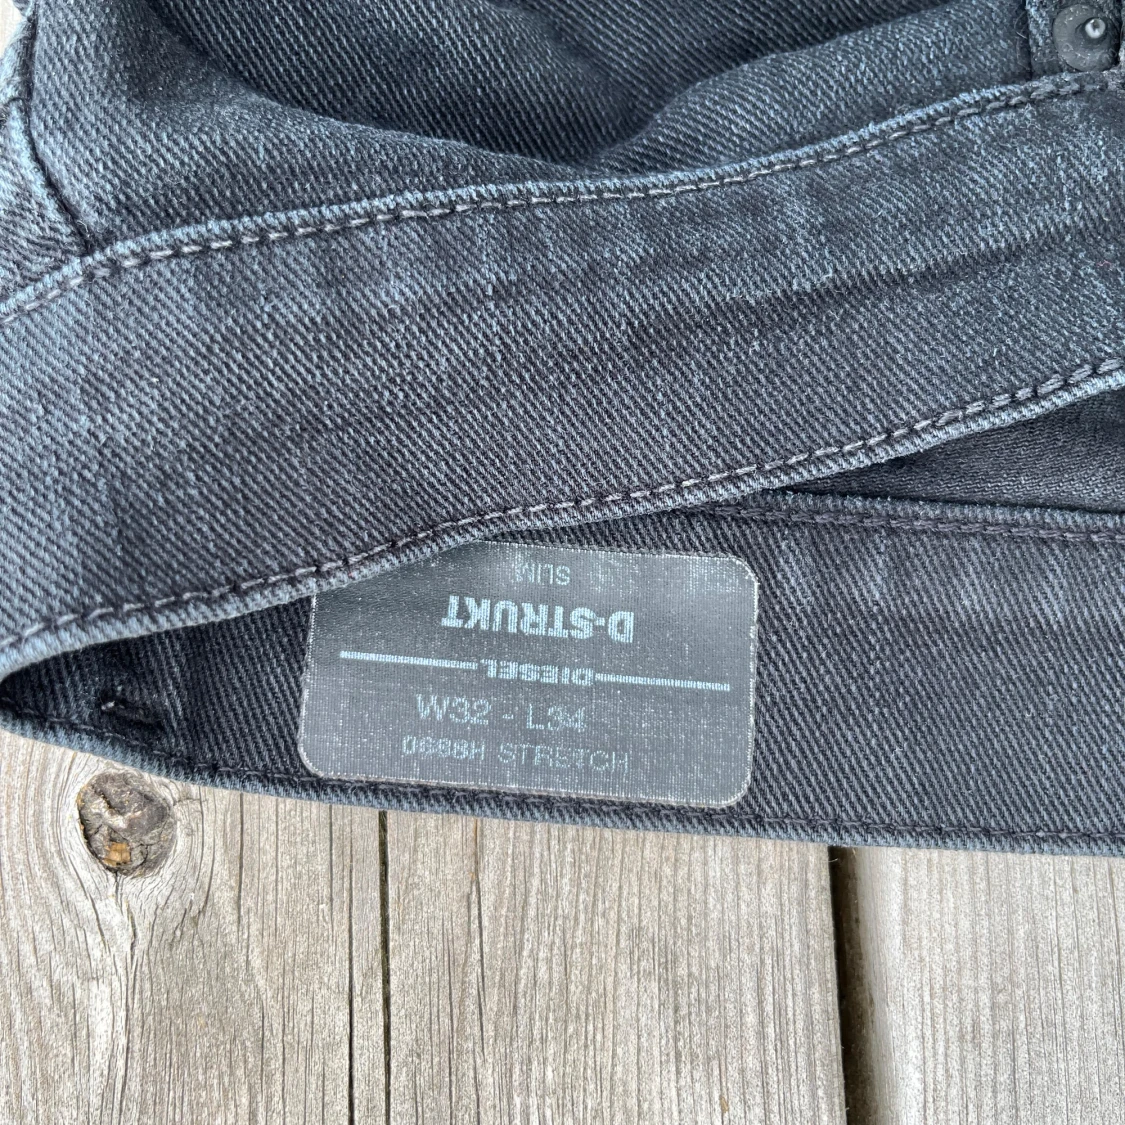 SLIM
D-STRUKT
DIESEL
W32 - L34
0688H STRETCH